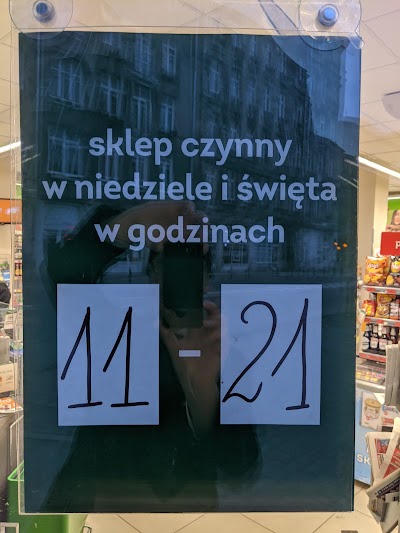 sklep czynny
w niedziele i święta
w godzinach
11 - 21